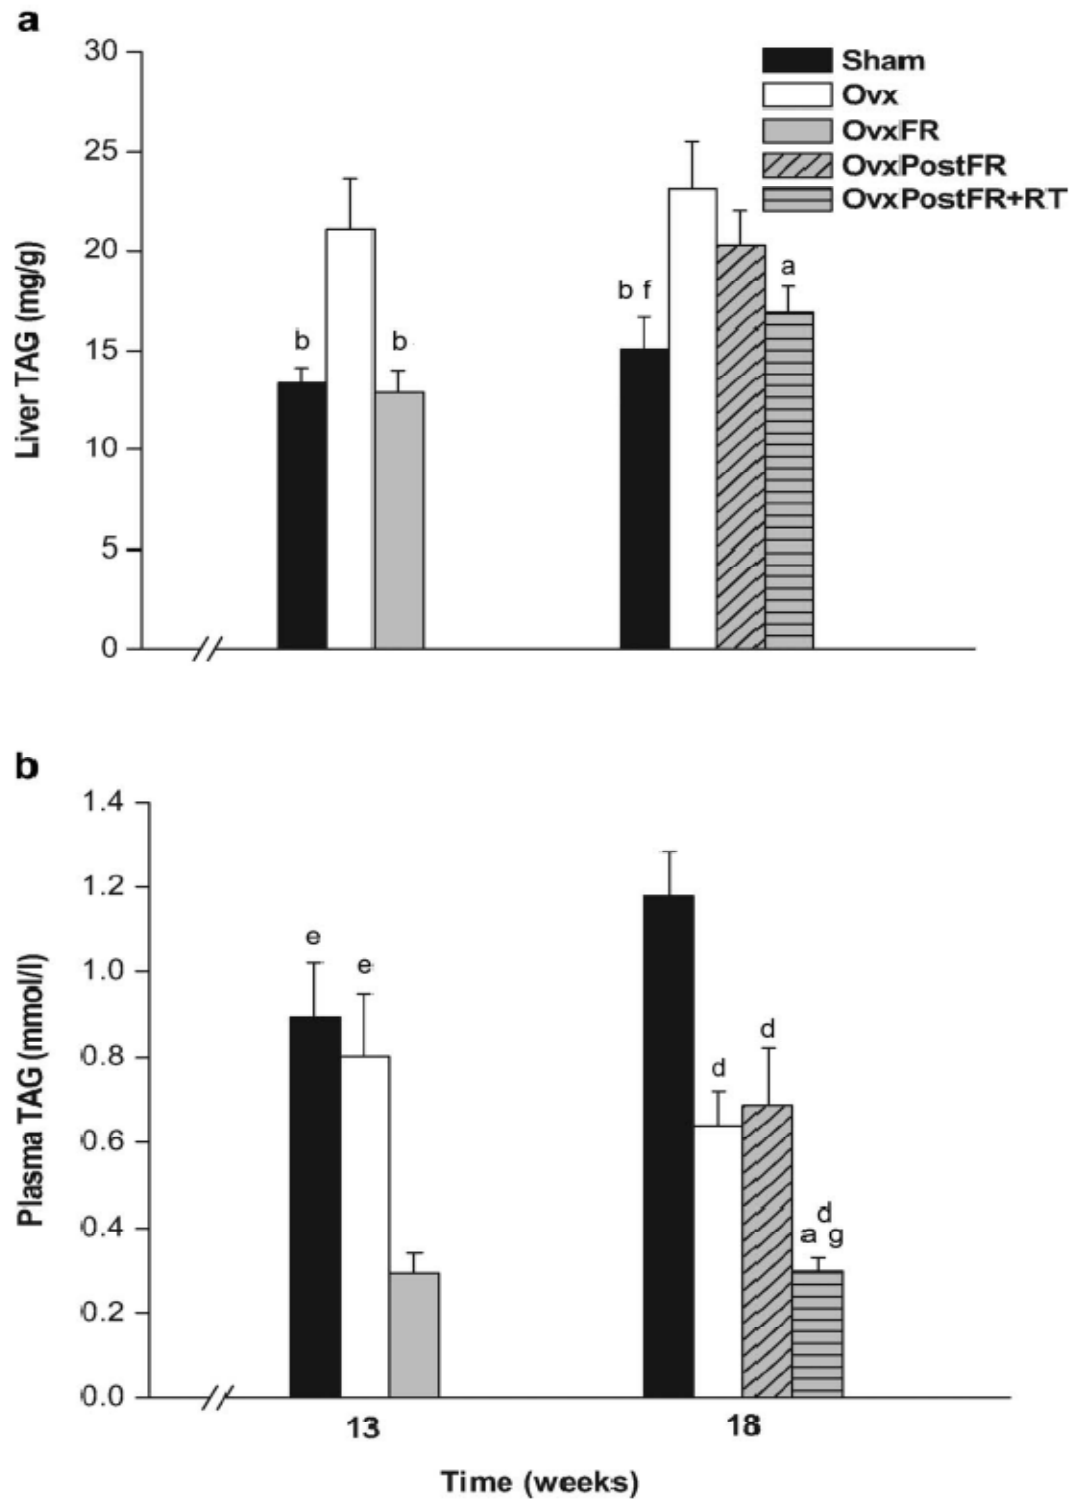 a
30
25
20
15
10
5
0
Liver TAG (mg/g)
Sham
Ovx
OvxFR
OvxPostFR
OvxPostFR+RT
b
b
b f
a
b
1.4
1.2
1.0
0.8
0.6
0.4
0.2
0.0
Plasma TAG (mmol/l)
e
e
d
d
d
a g
13
18
Time (weeks)